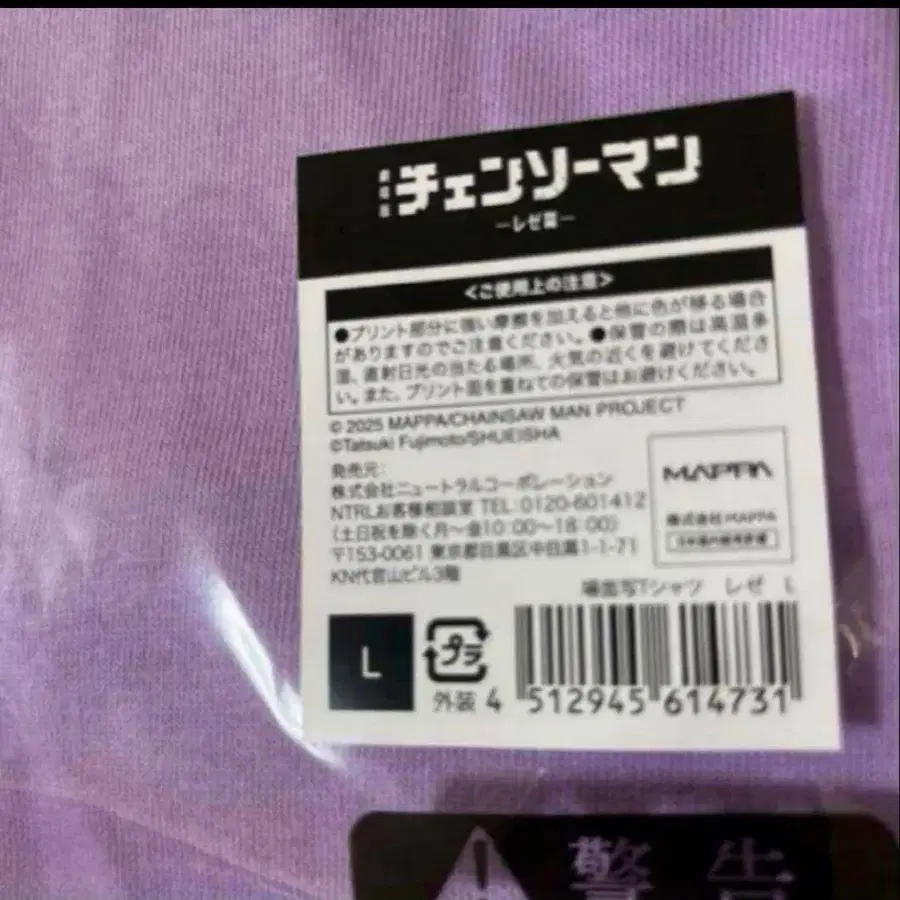 劇場版 チェンソーマン
―レゼ篇―
<ご使用上の注意>
●プリント部分に強い摩擦を加えると他に色が移る場合
がありますのでご注意ください。●保管の際は高温多
湿、直射日光の当たる場所、火気の近くを避けてくださ
い。また、プリント面を重ねての保管はお避けください。
© 2025 MAPPA/CHAINSAW MAN PROJECT
©Tatsuki Fujimoto/SHUEISHA
発売元:
株式会社ニュートラルコーポレーション
NTRLお客様相談室 TEL:0120-601412
(土日祝を除く月～金10:00～18:00)
〒153-0061 東京都目黒区中目黒1-1-71
KN代官山ビル3階
MAPPA
株式会社MAPPA
日本国内販売許諾
場面写Tシャツ レゼ L
L
プラ
外装
4 512945 614731
警告